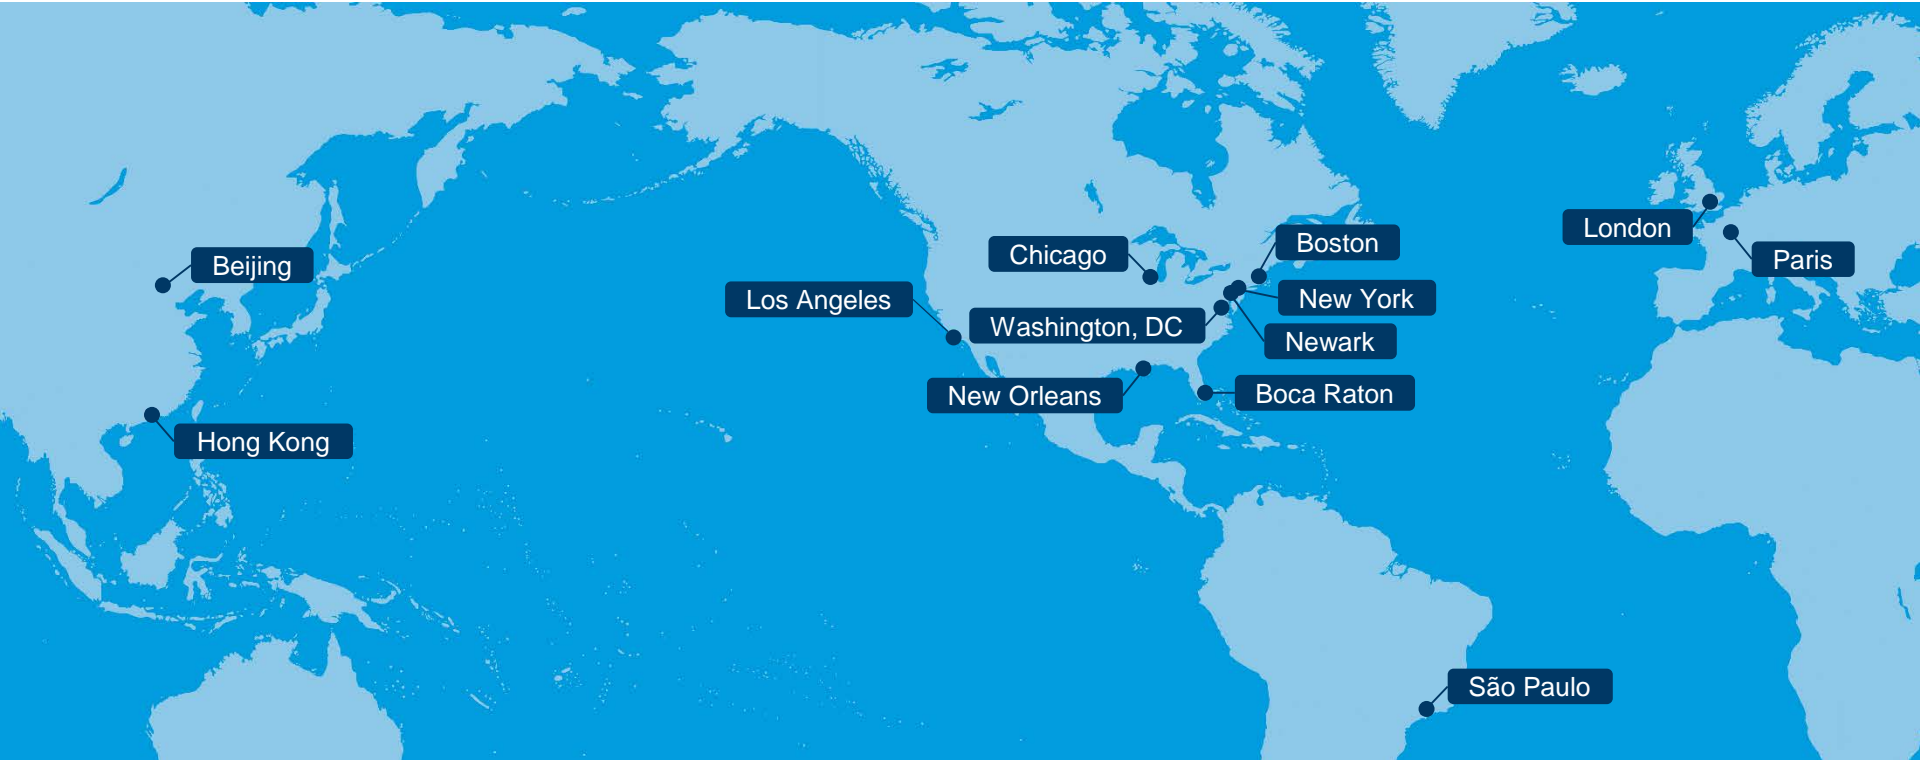 Beijing
Hong Kong
Los Angeles
Chicago
Washington, DC
New Orleans
Boston
New York
Newark
Boca Raton
São Paulo
London
Paris